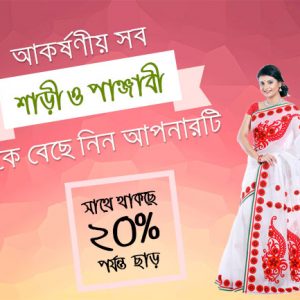 আকর্ষণীয় সব
শাড়ী ও পাঞ্জাবী
কে বেছে নিন আপনারটি
সাথে থাকছে
২০%
পর্যন্ত ছাড়